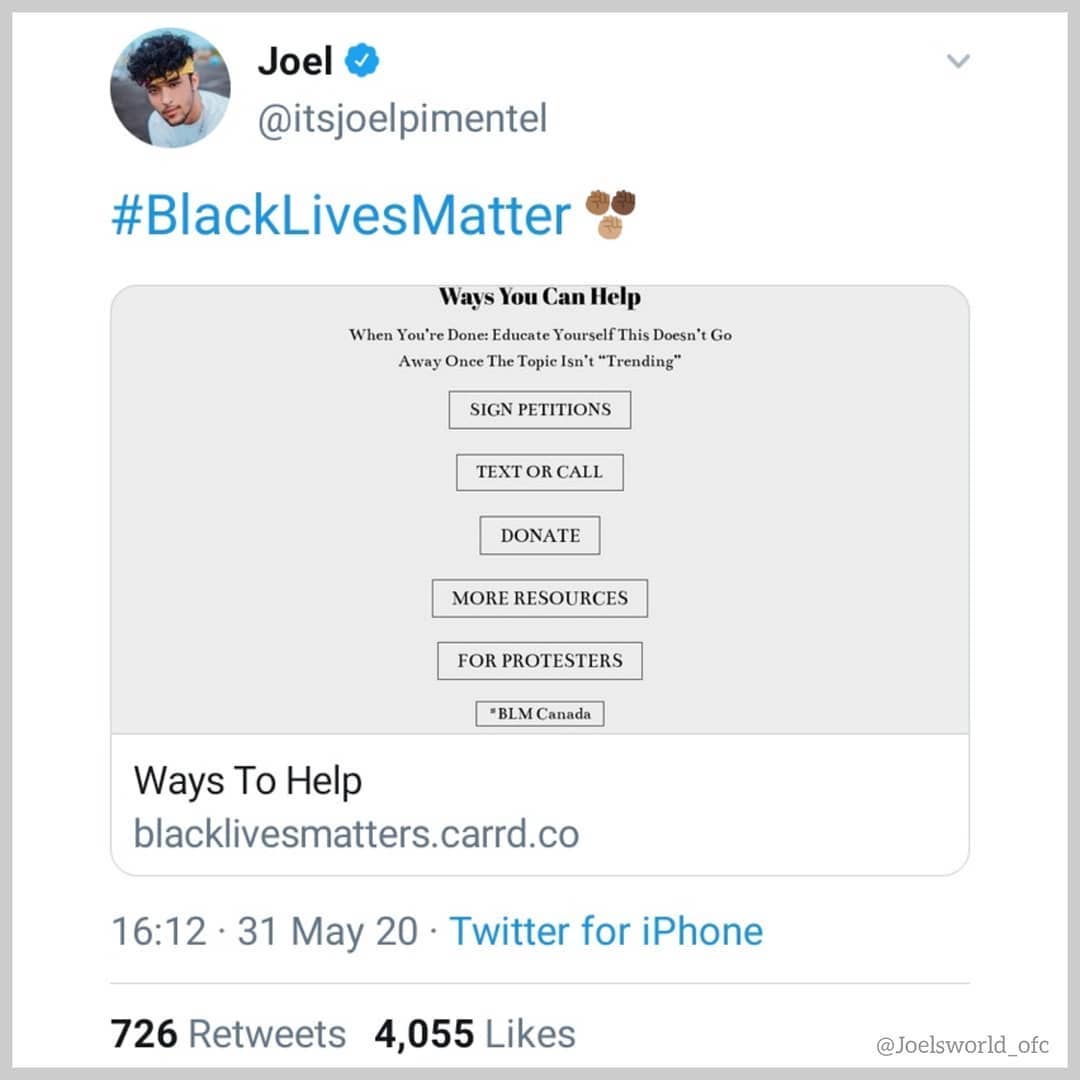 Joel
@itsjoelpimentel
#BlackLivesMatter ✊🏾✊🏿✊🏼
Ways You Can Help
When You're Done: Educate Yourself This Doesn't Go
Away Once The Topic Isn't “Trending”
SIGN PETITIONS
TEXT OR CALL
DONATE
MORE RESOURCES
FOR PROTESTERS
*BLM Canada
Ways To Help
blacklivesmatters.carrd.co
16:12 · 31 May 20 · Twitter for iPhone
726 Retweets 4,055 Likes
@Joelsworld_ofc